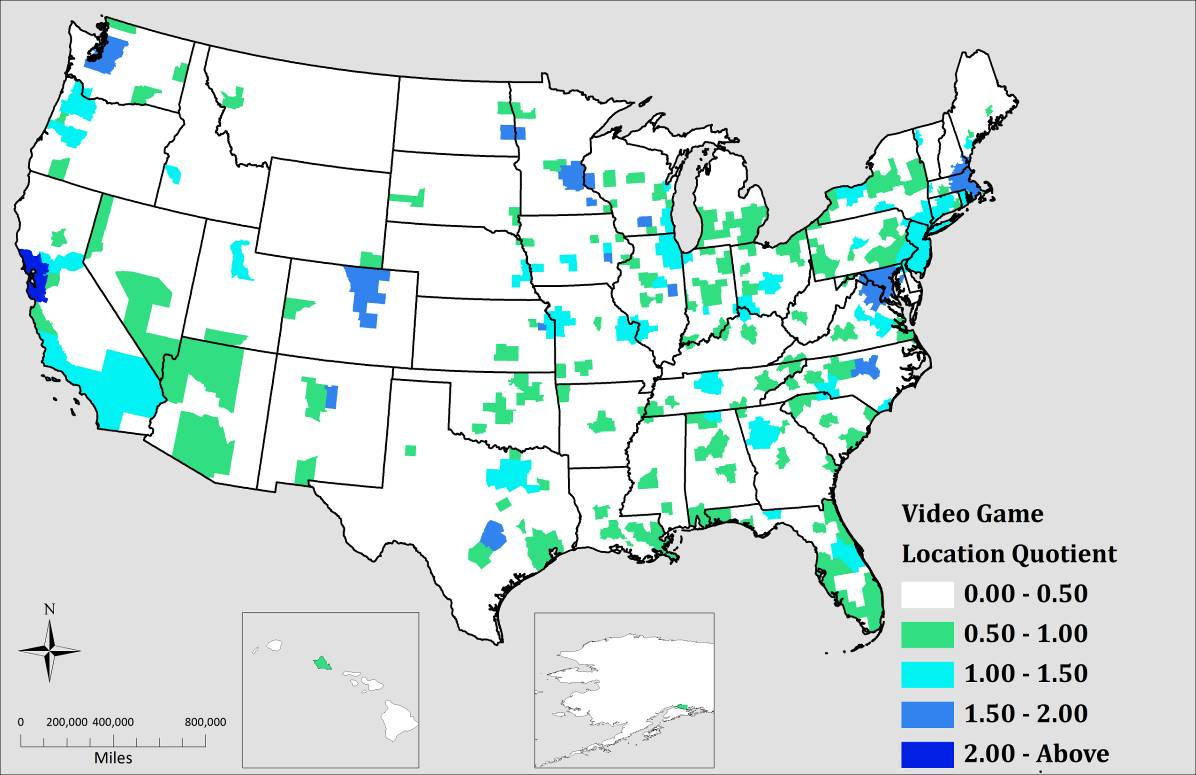 Video Game
Location Quotient
0.00 - 0.50
0.50 - 1.00
1.00 - 1.50
1.50 - 2.00
2.00 - Above
N
0 200,000 400,000 800,000
Miles